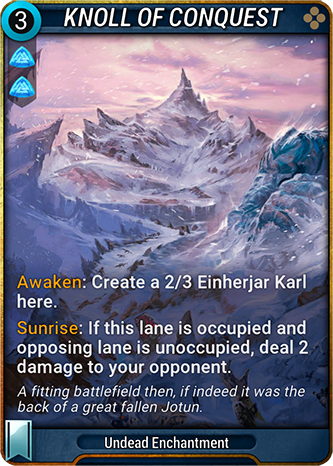 3
KNOLL OF CONQUEST
Awaken: Create a 2/3 Einherjar Karl
here.
Sunrise: If this lane is occupied and
opposing lane is unoccupied, deal 2
damage to your opponent.
A fitting battlefield then, if indeed it was the
back of a great fallen Jotun.
Undead Enchantment